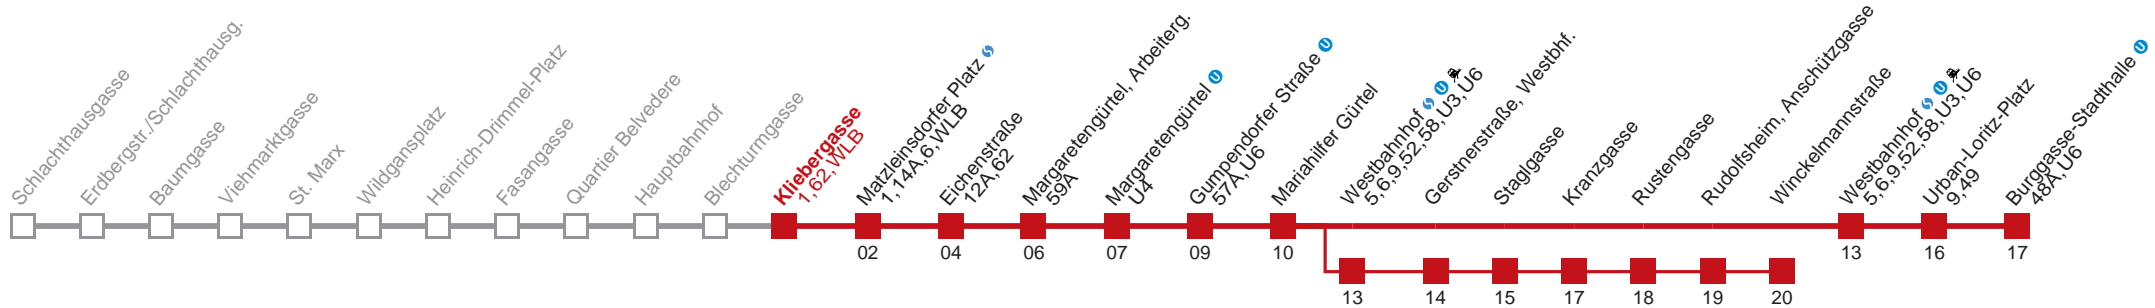 Schlachthausgasse
Erdbergstr./Schlachthausg.
Baumgasse
Viehmarktgasse
St. Marx
Wildgansplatz
Heinrich-Drimmel-Platz
Fasangasse
Quartier Belvedere
Hauptbahnhof
Blechturmgasse
Kliebergasse
1,62,WLB
Matzleinsdorfer Platz
1,14A,6,WLB
Eichenstraße
12A,62
Margaretengürtel, Arbeiterg.
59A
Margaretengürtel U
U4
Gumpendorfer Straße U
57A,U6
Mariahilfer Gürtel
Westbahnhof U
5,6,9,52,58,U3,U6
Gerstnerstraße, Westbhf.
Staglgasse
Kranzgasse
Rustengasse
Rudolfsheim, Anschützgasse
Winckelmannstraße
Westbahnhof U
5,6,9,52,58,U3,U6
Urban-Loritz-Platz
9,49
Burggasse-Stadthalle U
48A,U6
02 04 06 07 09 10 13 16 17
13 14 15 17 18 19 20